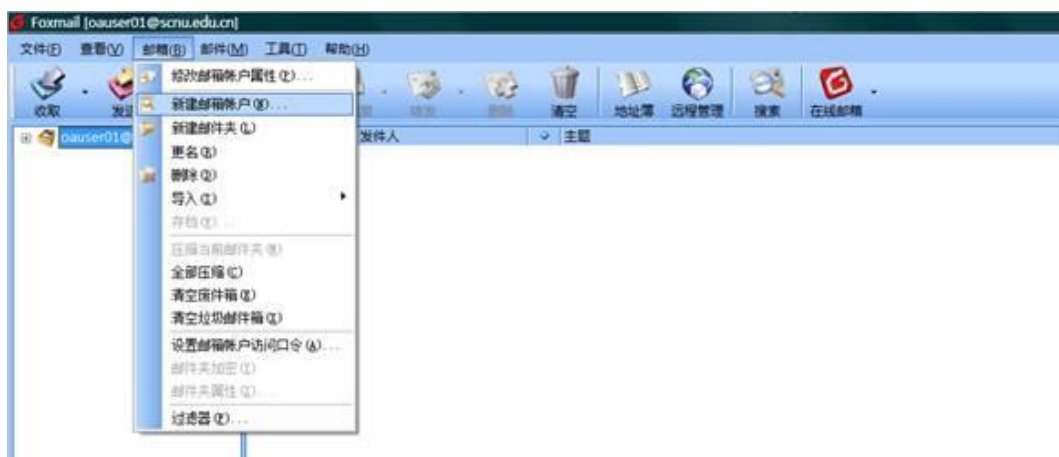 Foxmail [oauser01@scnu.edu.cn]
文件(F) 查看(V) 邮箱(B) 邮件(M) 工具(T) 帮助(H)
收取 清空 地址簿 远程管理 搜索 在线邮箱
oauser01@ 发件人 主题
修改邮箱帐户属性(P)...
新建邮箱帐户(N)...
新建邮件夹(L)
更名(R)
删除(D)
导入(I)
存档(V)...
压缩当前邮件夹
全部压缩(C)
清空废件箱(E)
清空垃圾邮件箱
设置邮箱帐户访问口令(A)...
邮件夹加密
邮件夹属性
过滤器(F)...